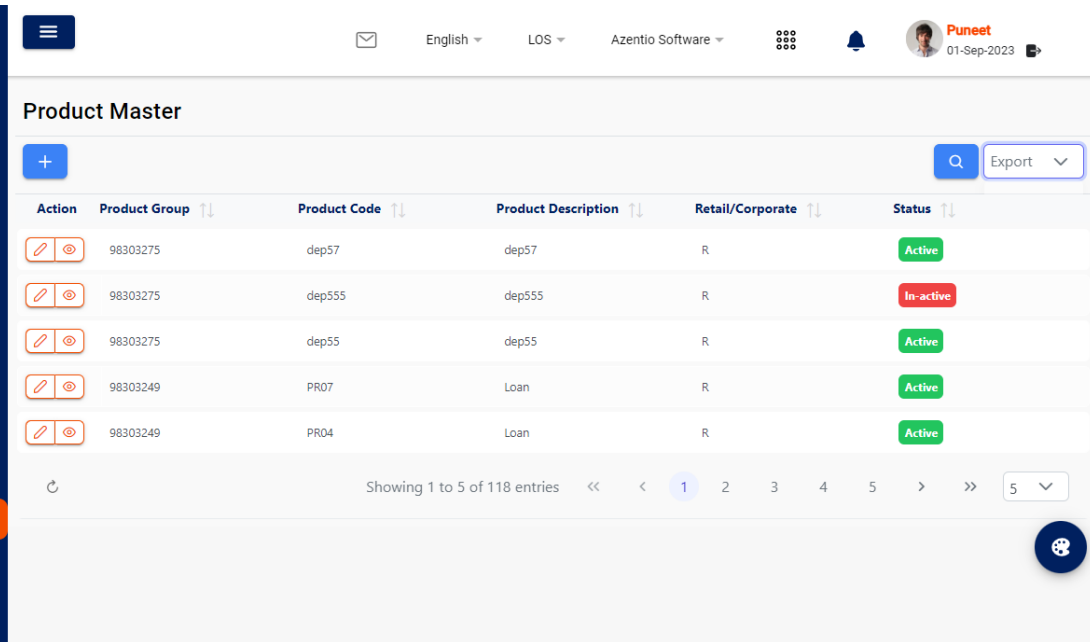 English LOS Azentio Software Puneet
01-Sep-2023
Product Master
Export
Action Product Group Product Code Product Description Retail/Corporate Status
98303275 dep57 dep57 R Active
98303275 dep555 dep555 R In-active
98303275 dep55 dep55 R Active
98303249 PR07 Loan R Active
98303249 PR04 Loan R Active
Showing 1 to 5 of 118 entries 1 2 3 4 5 5